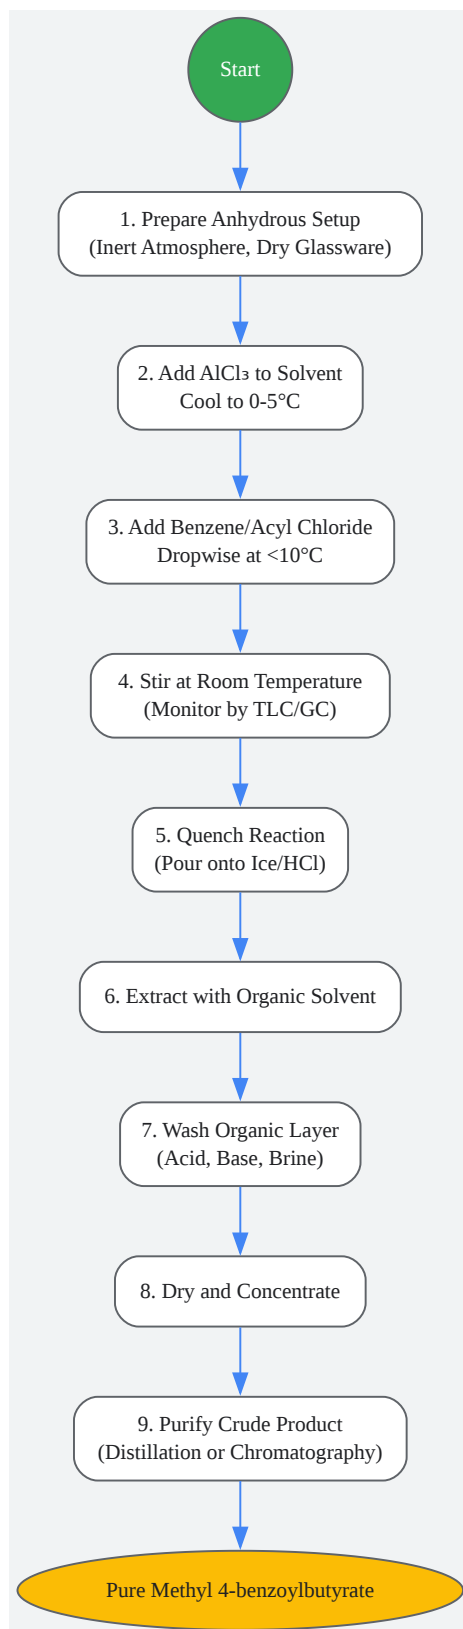 Start
1. Prepare Anhydrous Setup
(Inert Atmosphere, Dry Glassware)
2. Add AlCl₃ to Solvent
Cool to 0-5°C
3. Add Benzene/Acyl Chloride
Dropwise at <10°C
4. Stir at Room Temperature
(Monitor by TLC/GC)
5. Quench Reaction
(Pour onto Ice/HCl)
6. Extract with Organic Solvent
7. Wash Organic Layer
(Acid, Base, Brine)
8. Dry and Concentrate
9. Purify Crude Product
(Distillation or Chromatography)
Pure Methyl 4-benzoylbutyrate